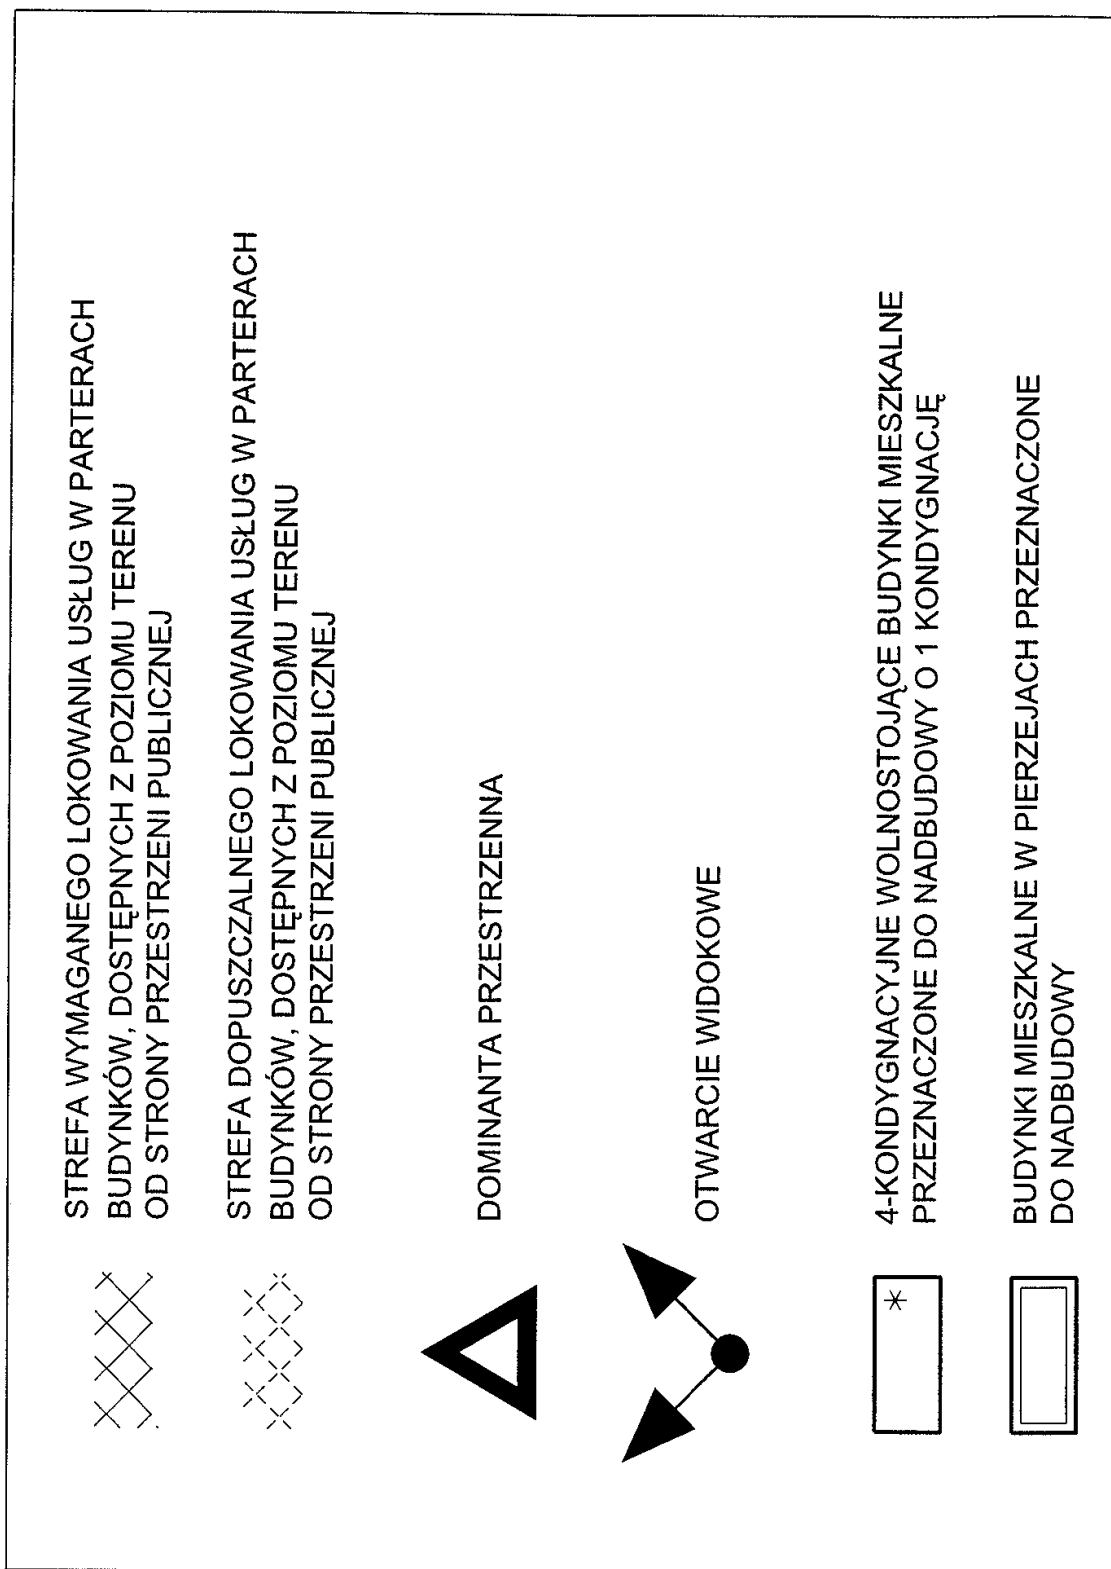 STREFA WYMAGANEGO LOKOWANIA USŁUG W PARTERACH
BUDYNKÓW, DOSTĘPNYCH Z POZIOMU TERENU
OD STRONY PRZESTRZENI PUBLICZNEJ
STREFA DOPUSZCZALNEGO LOKOWANIA USŁUG W PARTERACH
BUDYNKÓW, DOSTĘPNYCH Z POZIOMU TERENU
OD STRONY PRZESTRZENI PUBLICZNEJ
DOMINANTA PRZESTRZENNA
OTWARCIE WIDOKOWE
4-KONDYGNACYJNE WOLNOSTOJĄCE BUDYNKI MIESZKALNE
PRZEZNACZONE DO NADBUDOWY O 1 KONDYGNACJĘ
BUDYNKI MIESZKALNE W PIERZEJACH PRZEZNACZONE
DO NADBUDOWY